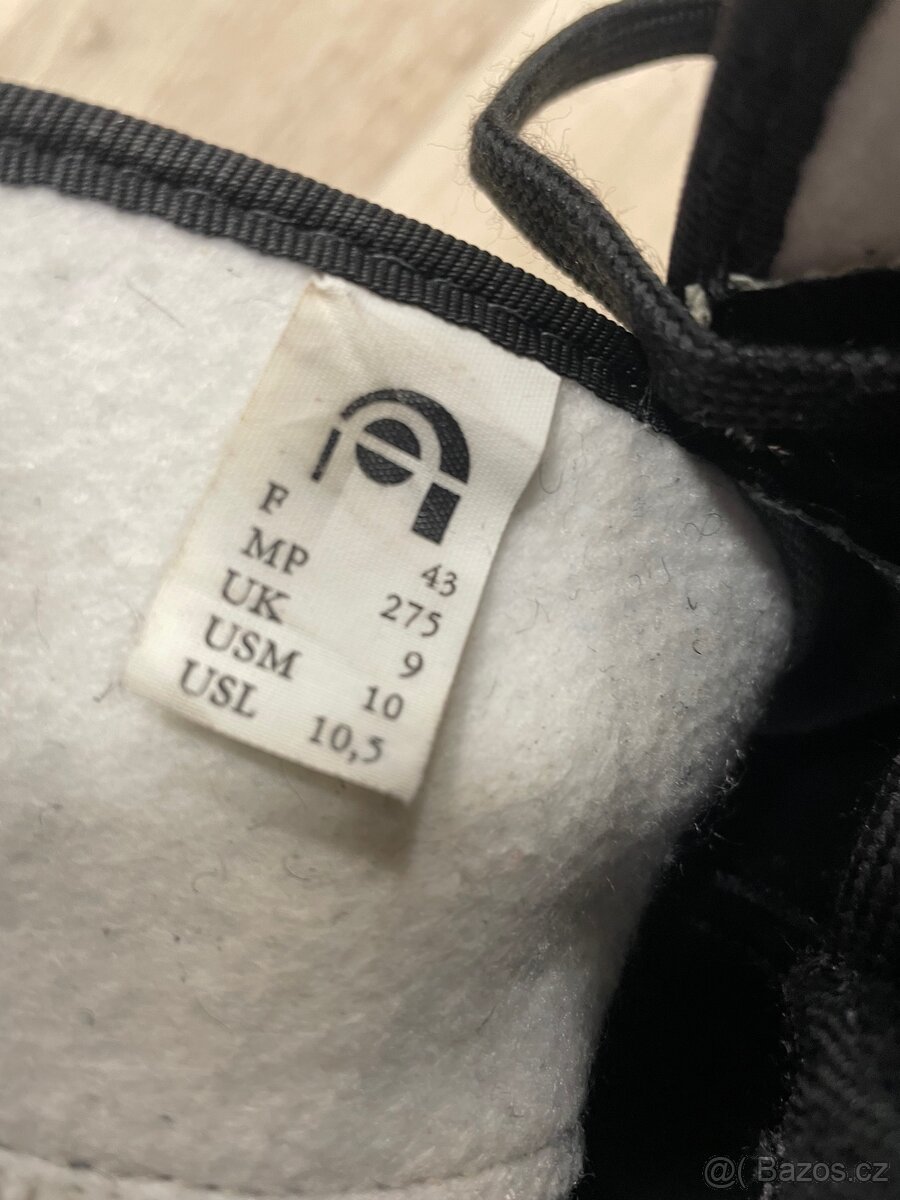 F 43
MP 275
UK 9
USM 10
USL 10,5
@( Bazos.cz